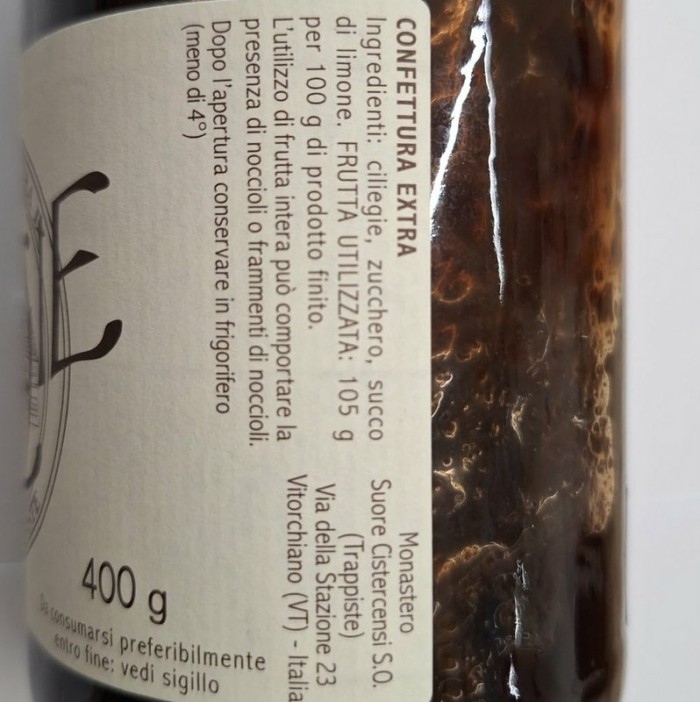 CONFETTURA EXTRA
Ingredienti: ciliegie, zucchero, succo
di limone. FRUTTA UTILIZZATA: 105 g
per 100 g di prodotto finito.
L'utilizzo di frutta intera può comportare la
presenza di noccioli o frammenti di noccioli.
Dopo l'apertura conservare in frigorifero
(meno di 4°)
Monastero
Suore Cistercensi S.O.
(Trappiste)
Via della Stazione 23
Vitorchiano (VT) - Italia
400 g
Da consumarsi preferibilmente
entro fine: vedi sigillo